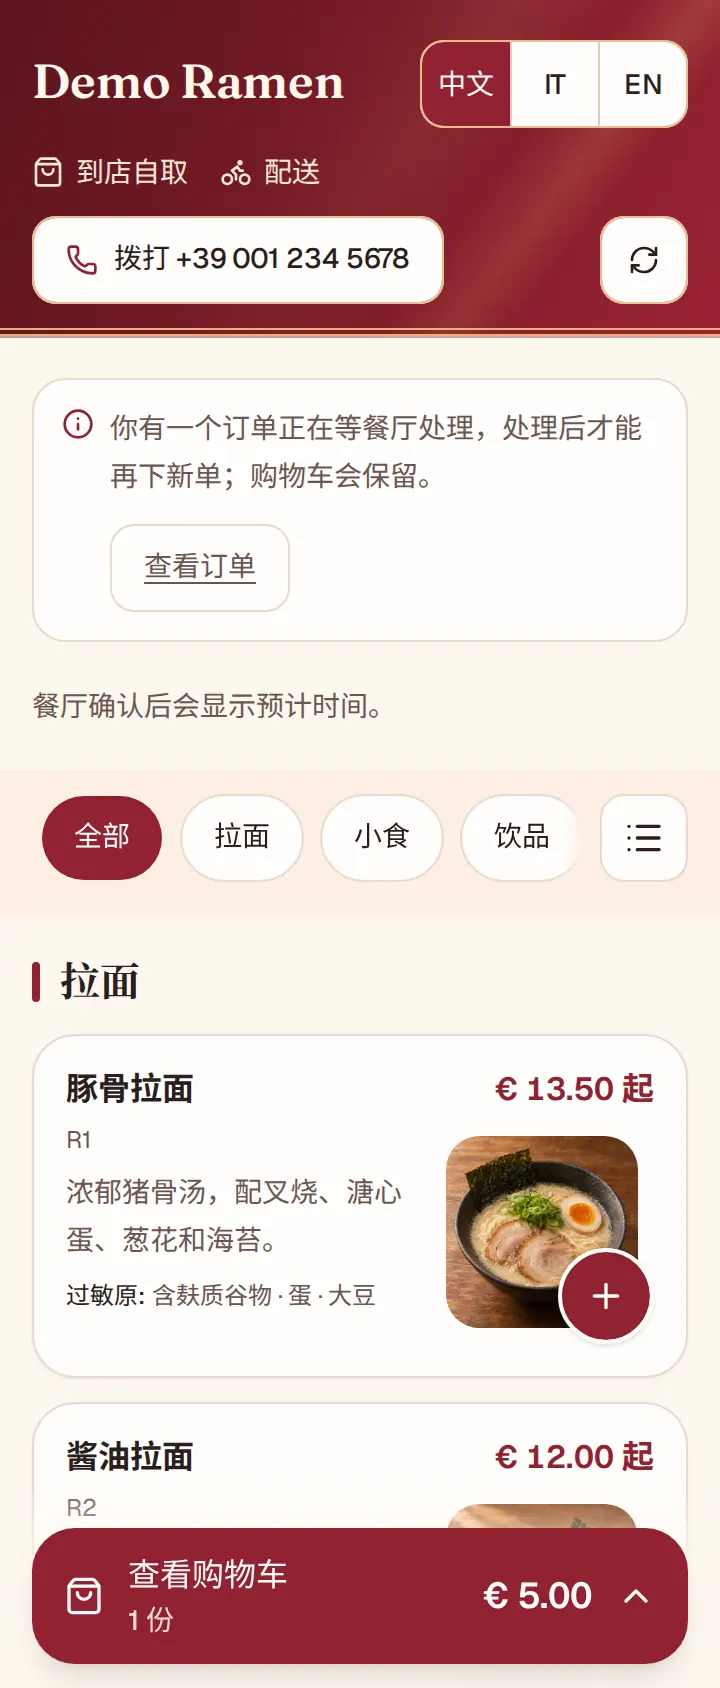 Demo Ramen
中文 IT EN
到店自取 配送
拨打 +39 001 234 5678
你有一个订单正在等餐厅处理，处理后才能
再下新单；购物车会保留。
查看订单
餐厅确认后会显示预计时间。
全部 拉面 小食 饮品
拉面
豚骨拉面 € 13.50 起
R1
浓郁猪骨汤，配叉烧、溏心
蛋、葱花和海苔。
过敏原: 含麸质谷物 · 蛋 · 大豆
酱油拉面 € 12.00 起
R2
查看购物车
1 份
€ 5.00